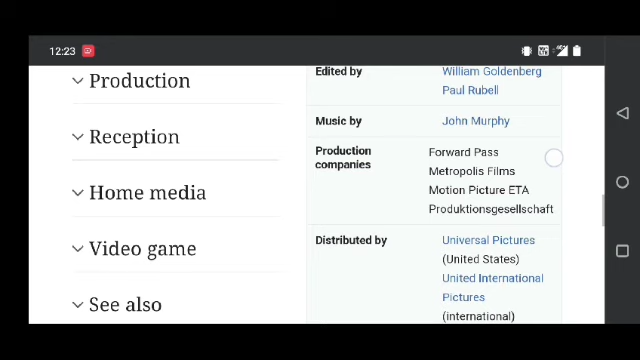 12:23
Production
Reception
Home media
Video game
See also
Edited by
William Goldenberg
Paul Rubell
Music by
John Murphy
Production
companies
Forward Pass
Metropolis Films
Motion Picture ETA
Produktionsgesellschaft
Distributed by
Universal Pictures
(United States)
United International
Pictures
(international)